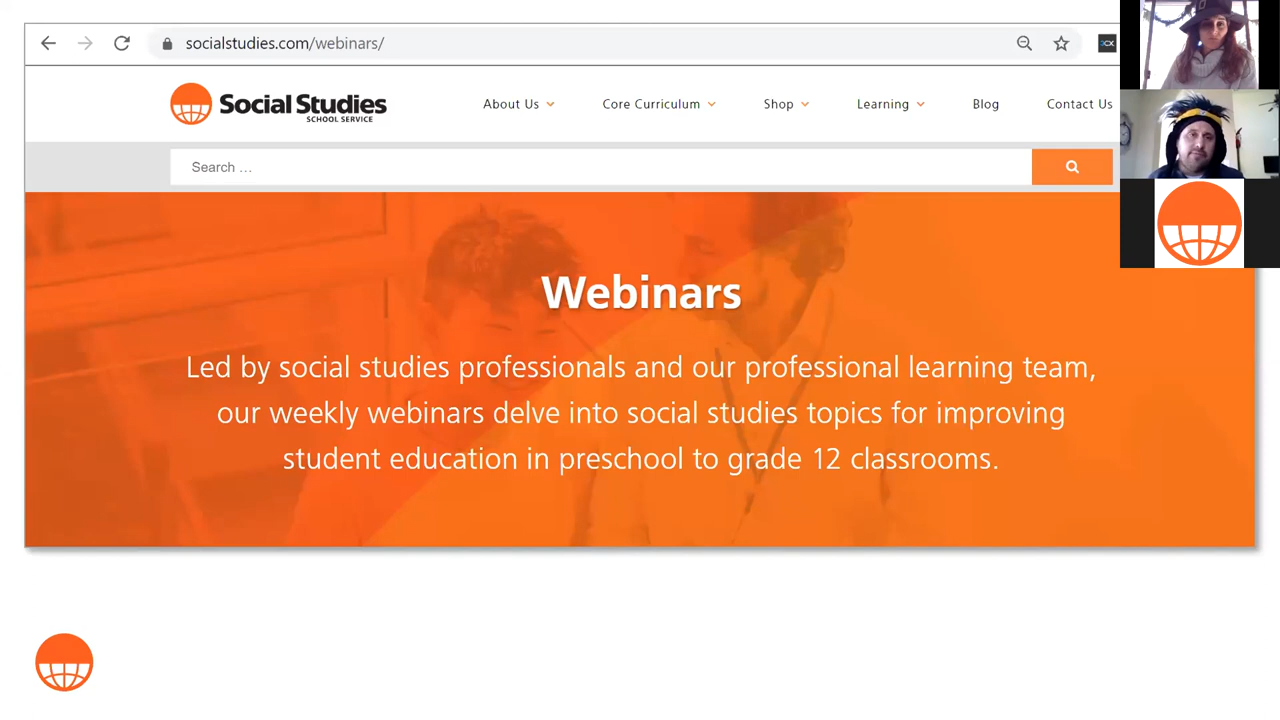 socialstudies.com/webinars/
Social Studies
SCHOOL SERVICE
About Us
Core Curriculum
Shop
Learning
Blog
Contact Us
Search …
Webinars
Led by social studies professionals and our professional learning team,
our weekly webinars delve into social studies topics for improving
student education in preschool to grade 12 classrooms.